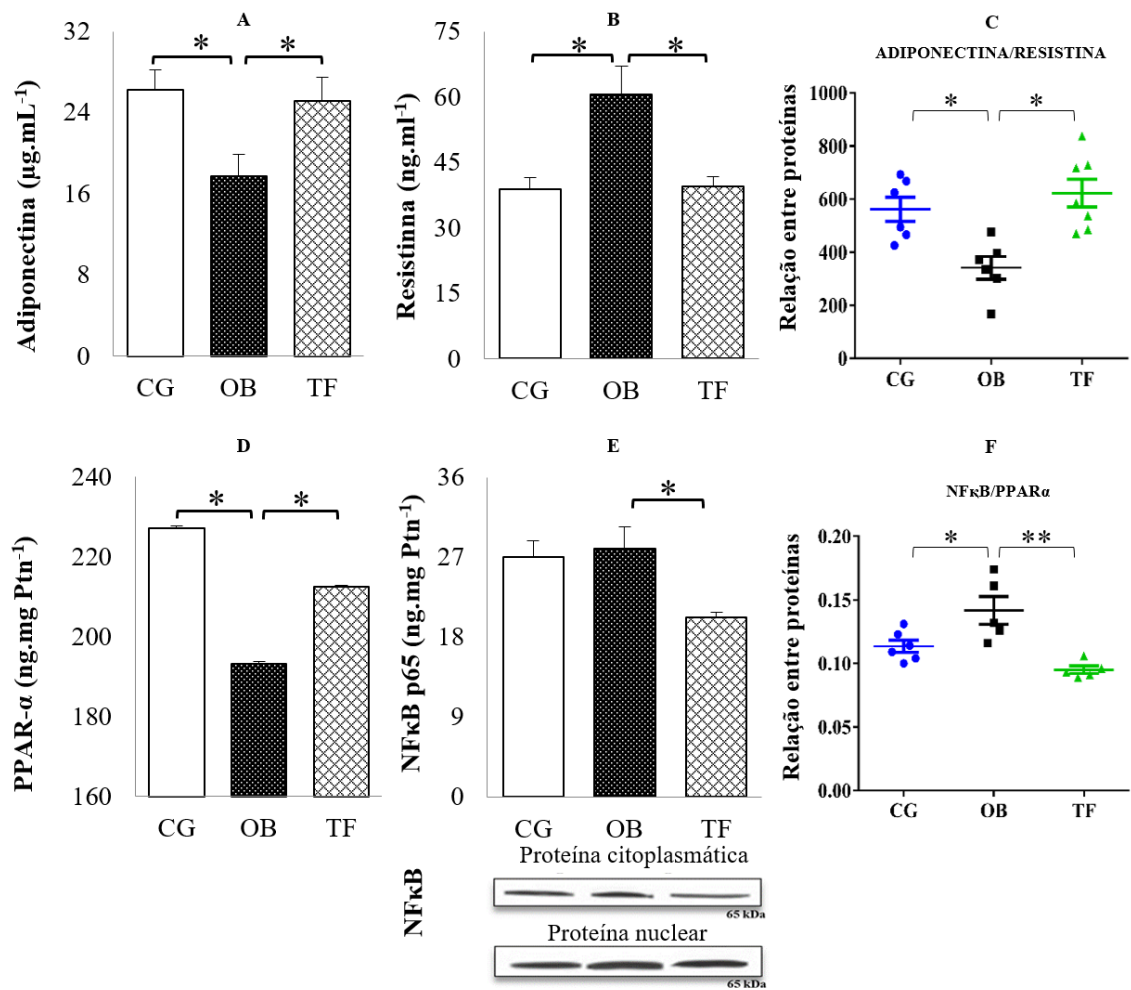 A
Adiponectina (µg.mL⁻¹)
32
24
16
8
0
*
*
CG OB TF
B
Resistinna (ng.ml⁻¹)
75
60
45
30
15
0
*
*
CG OB TF
C
ADIPONECTINA/RESISTINA
Relação entre proteínas
1000
800
600
400
200
0
*
*
CG OB TF
D
PPAR-α (ng.mg Ptn⁻¹)
240
220
200
180
160
*
*
CG OB TF
E
NFκB p65 (ng.mg Ptn⁻¹)
36
27
18
9
0
*
CG OB TF
NFκB
Proteína citoplasmática
65 kDa
Proteína nuclear
65 kDa
F
NFκB/PPARα
Relação entre proteínas
0.20
0.15
0.10
0.05
0.00
*
**
CG OB TF